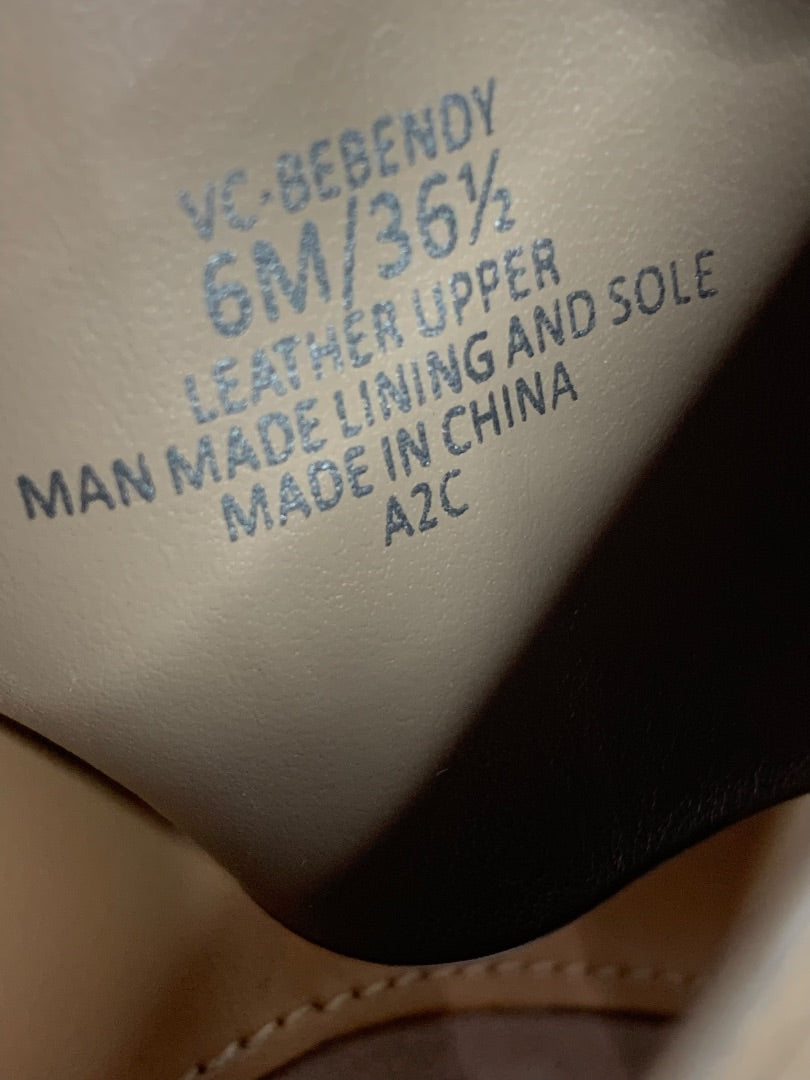 VC-BEBENDY
6M/36½
LEATHER UPPER
MAN MADE LINING AND SOLE
MADE IN CHINA
A2C